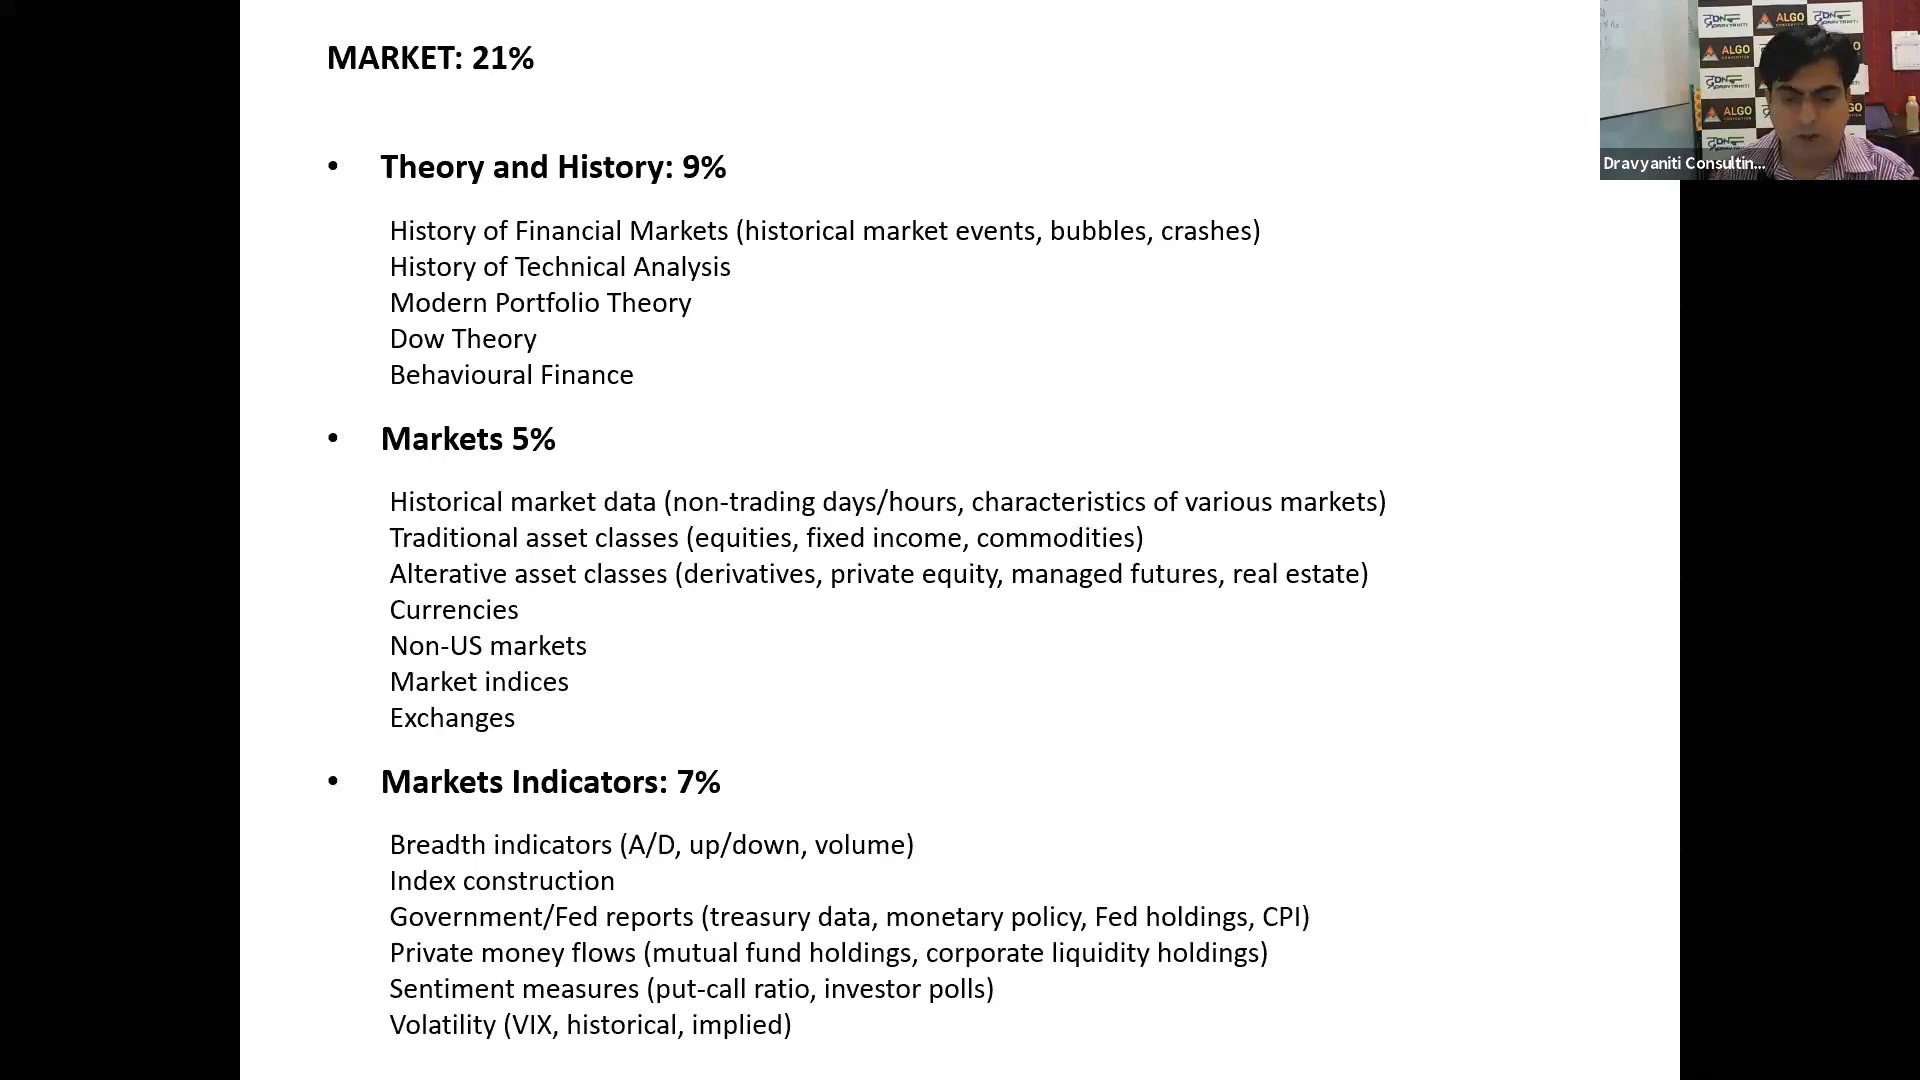 MARKET: 21%
• Theory and History: 9%
History of Financial Markets (historical market events, bubbles, crashes)
History of Technical Analysis
Modern Portfolio Theory
Dow Theory
Behavioural Finance
• Markets 5%
Historical market data (non-trading days/hours, characteristics of various markets)
Traditional asset classes (equities, fixed income, commodities)
Alterative asset classes (derivatives, private equity, managed futures, real estate)
Currencies
Non-US markets
Market indices
Exchanges
• Markets Indicators: 7%
Breadth indicators (A/D, up/down, volume)
Index construction
Government/Fed reports (treasury data, monetary policy, Fed holdings, CPI)
Private money flows (mutual fund holdings, corporate liquidity holdings)
Sentiment measures (put-call ratio, investor polls)
Volatility (VIX, historical, implied)
ALGO
ALGO
ALGO
Dravyaniti Consultin...